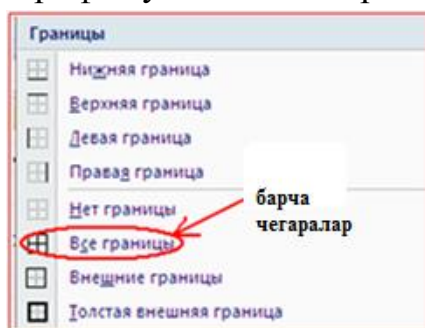 Границы
Нижняя граница
Верхняя граница
Левая граница
Правая граница
Нет границы
барча
чегаралар
Все границы
Внешние границы
Толстая внешняя граница